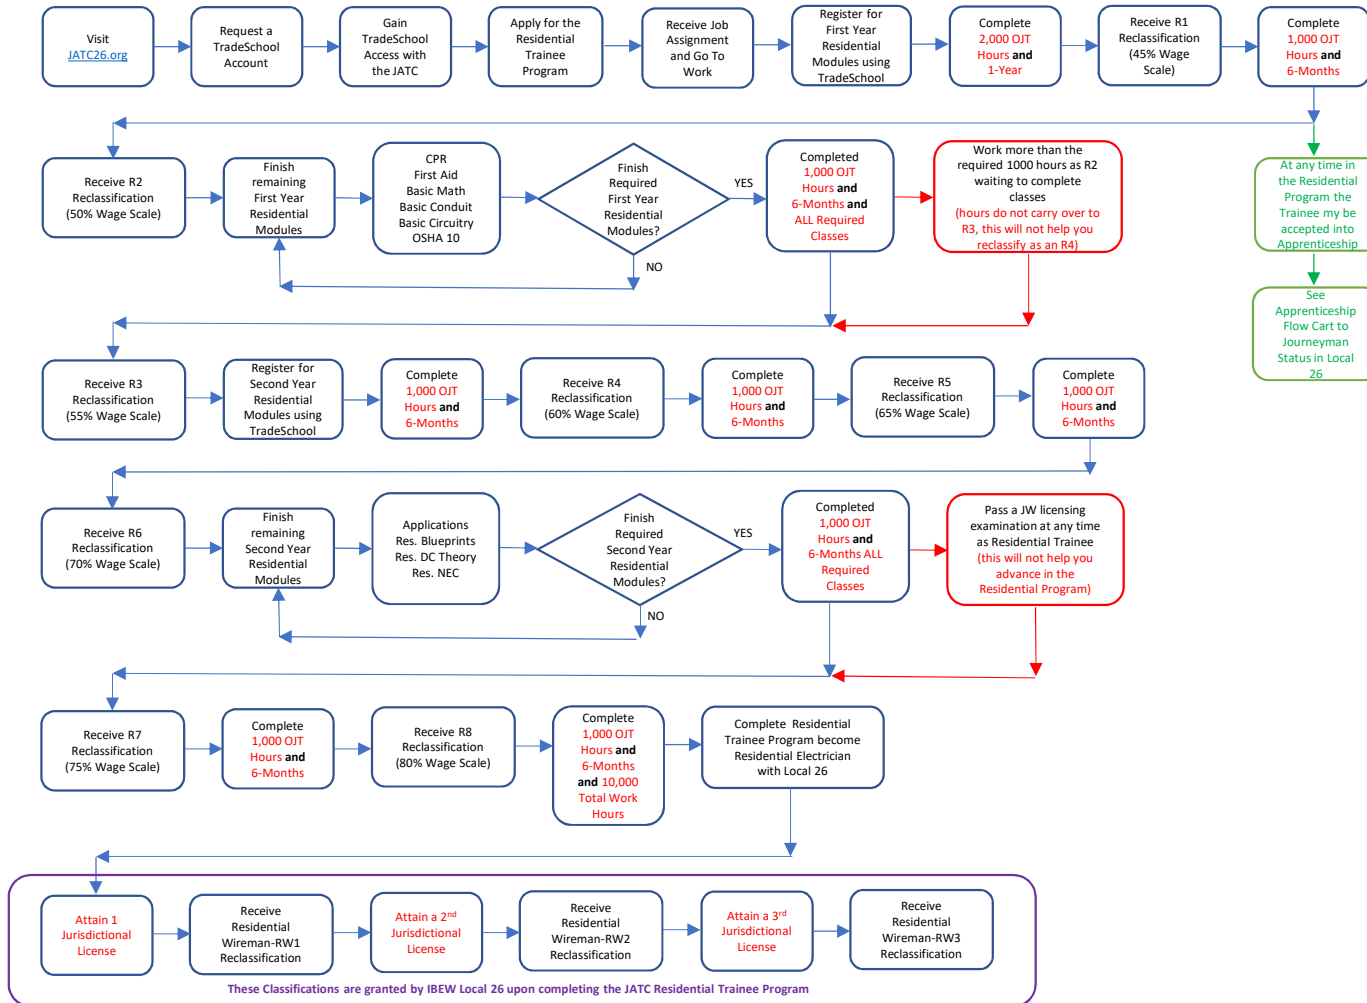 Visit
JATC26.org
Request a
TradeSchool
Account
Gain
TradeSchool
Access with
the JATC
Apply for the
Residential
Trainee
Program
Receive Job
Assignment
and Go To
Work
Register for
First Year
Residential
Modules using
TradeSchool
Complete
2,000 OJT
Hours and
1-Year
Receive R1
Reclassification
(45% Wage
Scale)
Complete
1,000 OJT
Hours and
6-Months
Receive R2
Reclassification
(50% Wage Scale)
Finish
remaining
First Year
Residential
Modules
CPR
First Aid
Basic Math
Basic Conduit
Basic Circuitry
OSHA 10
Finish
Required
First Year
Residential
Modules?
YES
NO
Completed
1,000 OJT
Hours and
6-Months and
ALL Required
Classes
Work more than the
required 1000 hours as R2
waiting to complete
classes
(hours do not carry over to
R3, this will not help you
reclassify as an R4)
At any time in
the Residential
Program the
Trainee my be
accepted into
Apprenticeship
See
Apprenticeship
Flow Cart to
Journeyman
Status in Local
26
Receive R3
Reclassification
(55% Wage Scale)
Register for
Second Year
Residential
Modules using
TradeSchool
Complete
1,000 OJT
Hours and
6-Months
Receive R4
Reclassification
(60% Wage Scale)
Complete
1,000 OJT
Hours and
6-Months
Receive R5
Reclassification
(65% Wage Scale)
Complete
1,000 OJT
Hours and
6-Months
Receive R6
Reclassification
(70% Wage Scale)
Finish
remaining
Second Year
Residential
Modules
Applications
Res. Blueprints
Res. DC Theory
Res. NEC
Finish
Required
Second Year
Residential
Modules?
YES
NO
Completed
1,000 OJT
Hours and
6-Months ALL
Required
Classes
Pass a JW licensing
examination at any time
as Residential Trainee
(this will not help you
advance in the
Residential Program)
Receive R7
Reclassification
(75% Wage Scale)
Complete
1,000 OJT
Hours and
6-Months
Receive R8
Reclassification
(80% Wage Scale)
Complete
1,000 OJT
Hours and
6-Months
and 10,000
Total Work
Hours
Complete Residential
Trainee Program become
Residential Electrician
with Local 26
Attain 1
Jurisdictional
License
Receive
Residential
Wireman-RW1
Reclassification
Attain a 2nd
Jurisdictional
License
Receive
Residential
Wireman-RW2
Reclassification
Attain a 3rd
Jurisdictional
License
Receive
Residential
Wireman-RW3
Reclassification
These Classifications are granted by IBEW Local 26 upon completing the JATC Residential Trainee Program